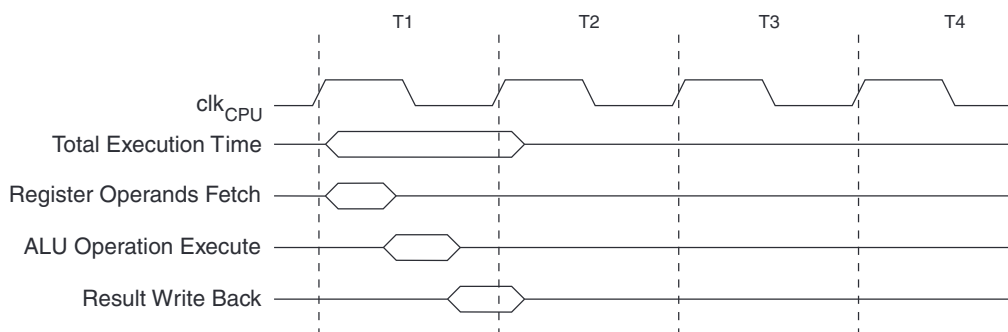 T1 T2 T3 T4
clkCPU
Total Execution Time
Register Operands Fetch
ALU Operation Execute
Result Write Back